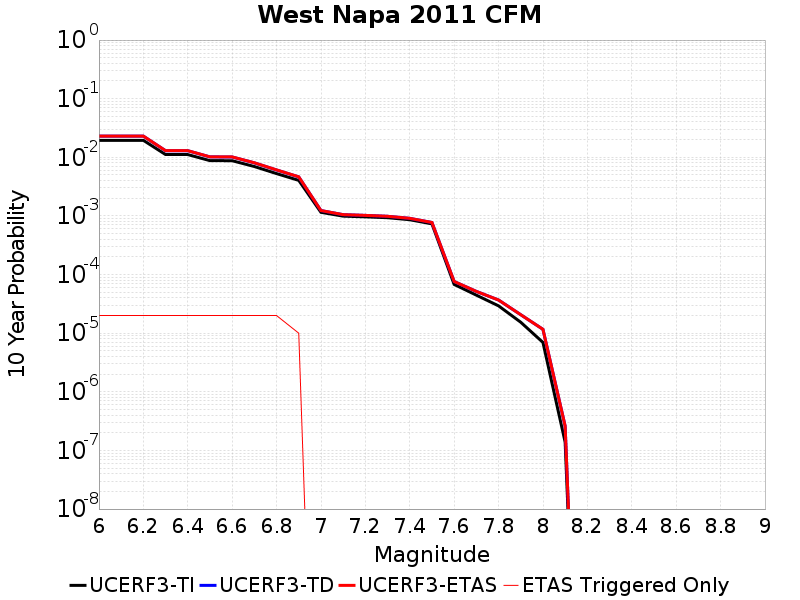 West Napa 2011 CFM
10 Year Probability
10^0
10^-1
10^-2
10^-3
10^-4
10^-5
10^-6
10^-7
10^-8
6 6.2 6.4 6.6 6.8 7 7.2 7.4 7.6 7.8 8 8.2 8.4 8.6 8.8 9
Magnitude
UCERF3-TI UCERF3-TD UCERF3-ETAS ETAS Triggered Only